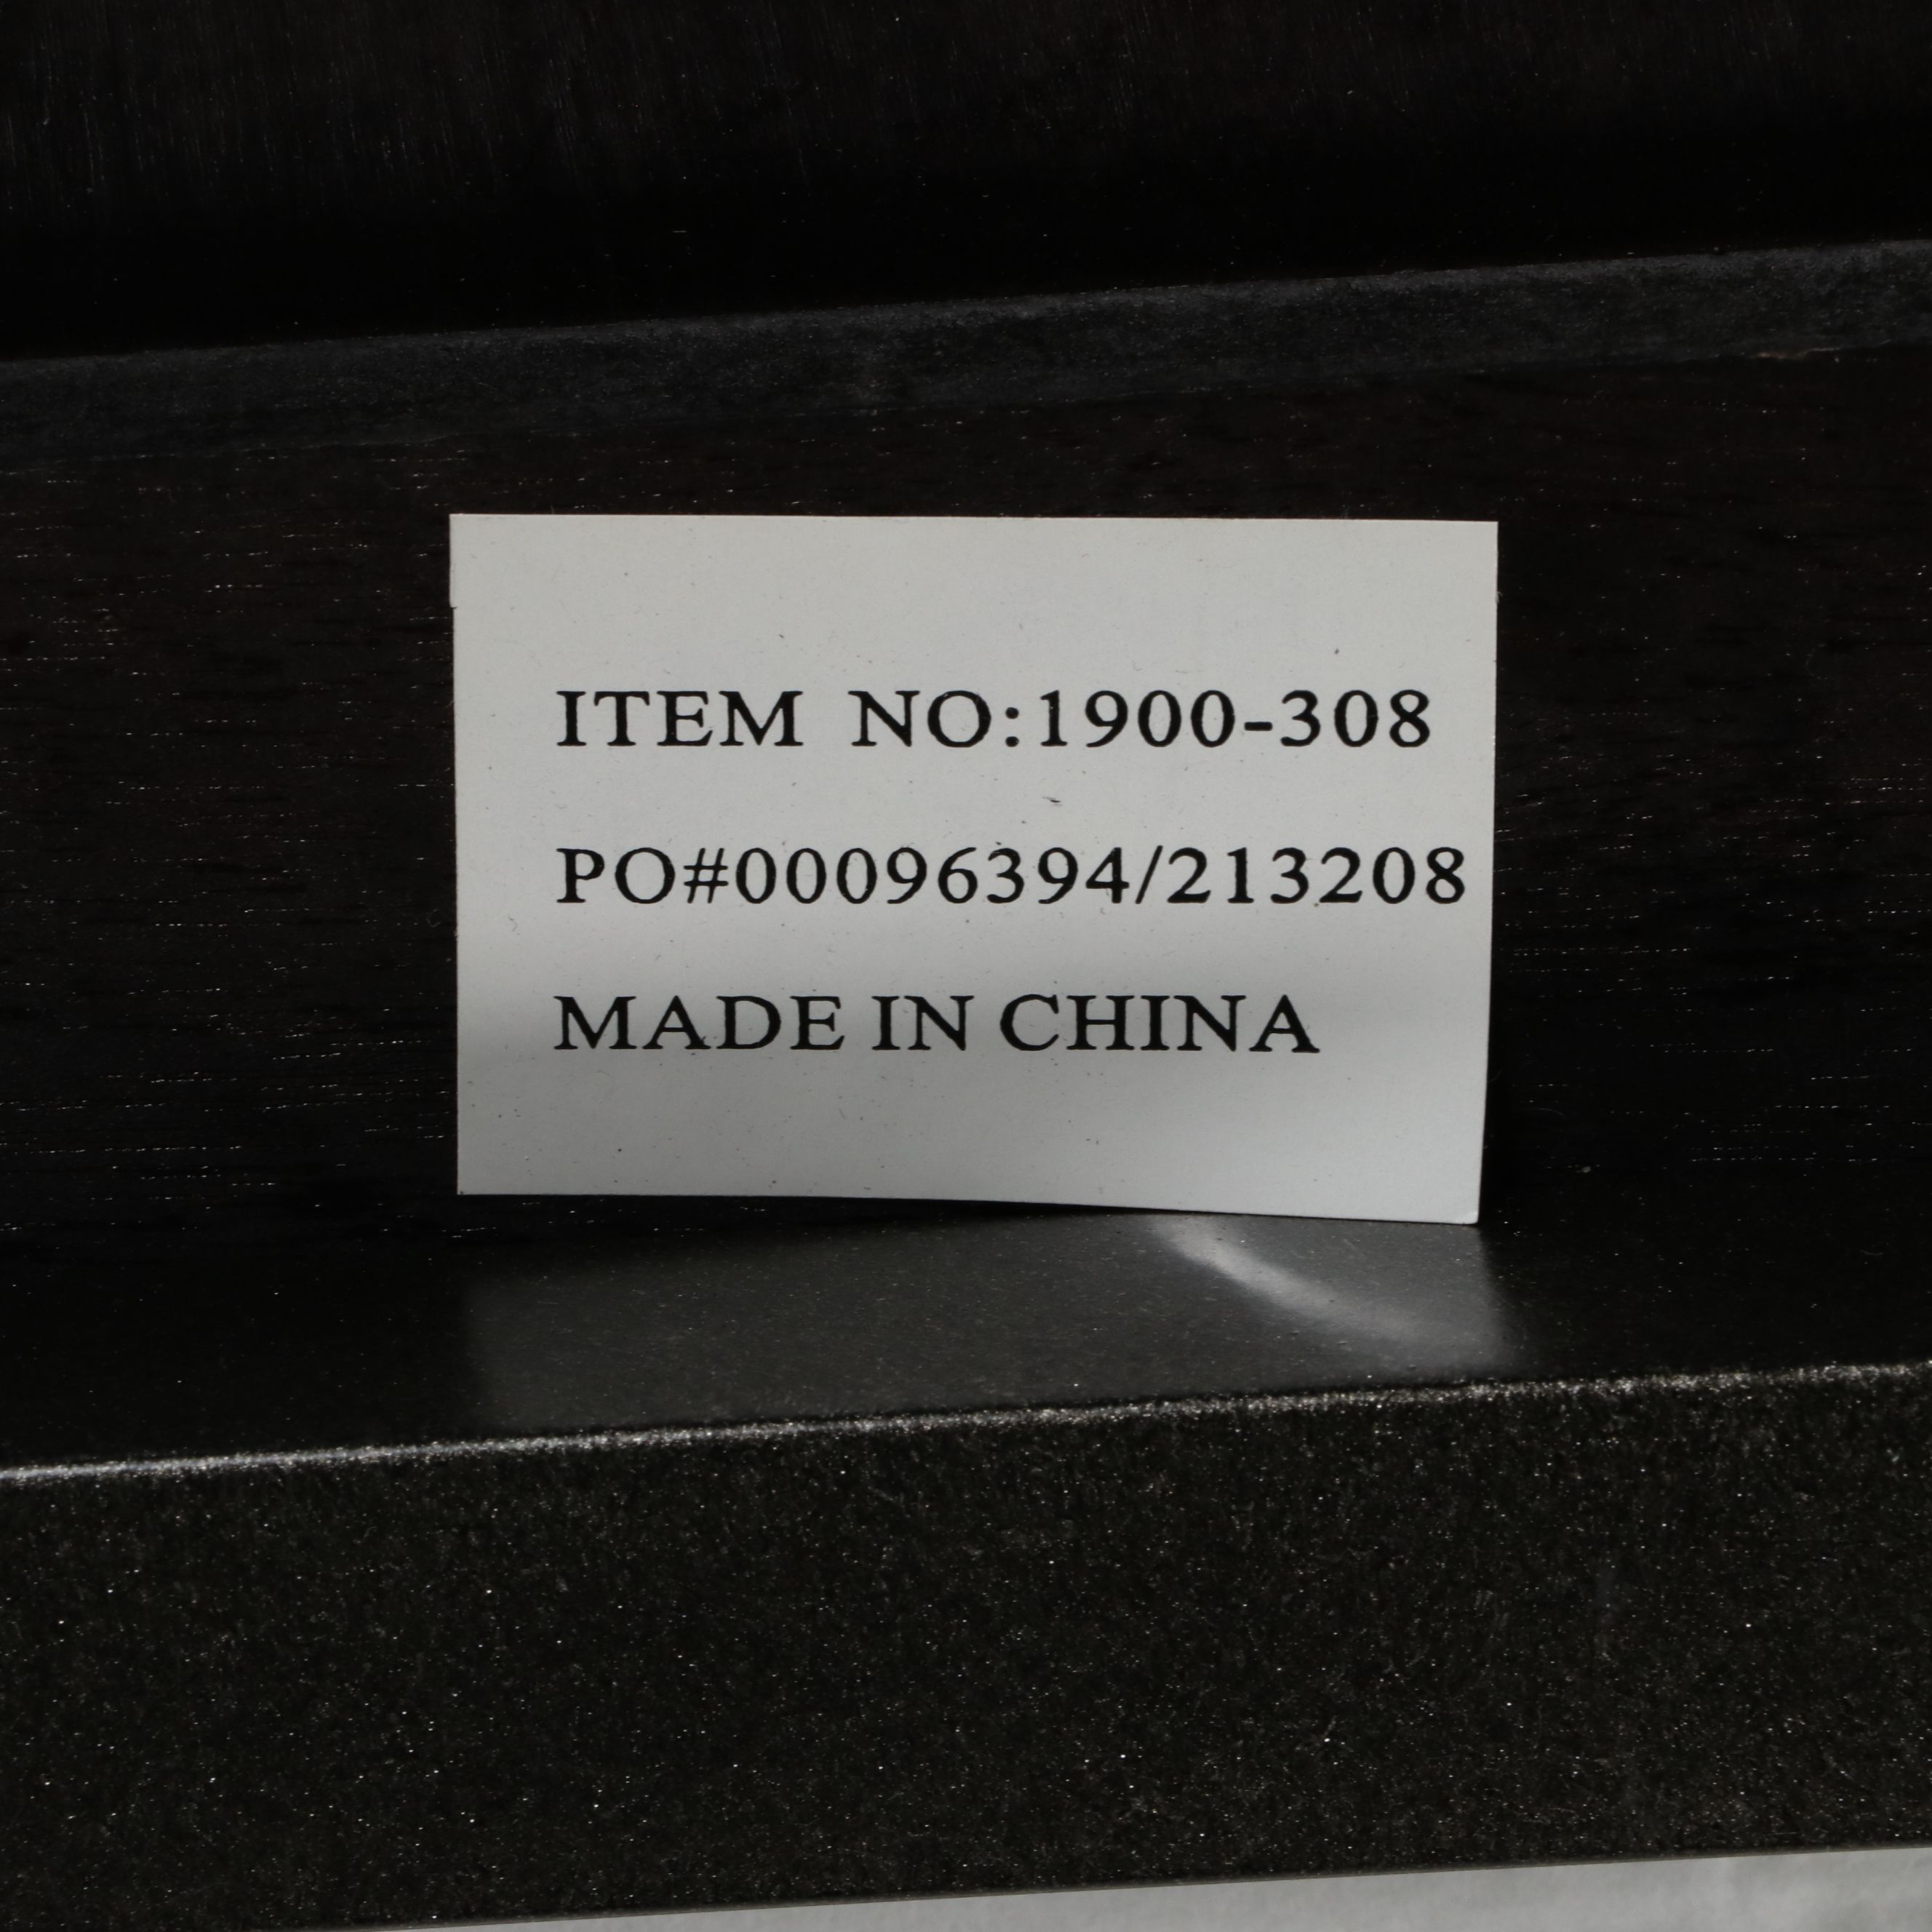 ITEM NO:1900-308
PO#00096394/213208
MADE IN CHINA